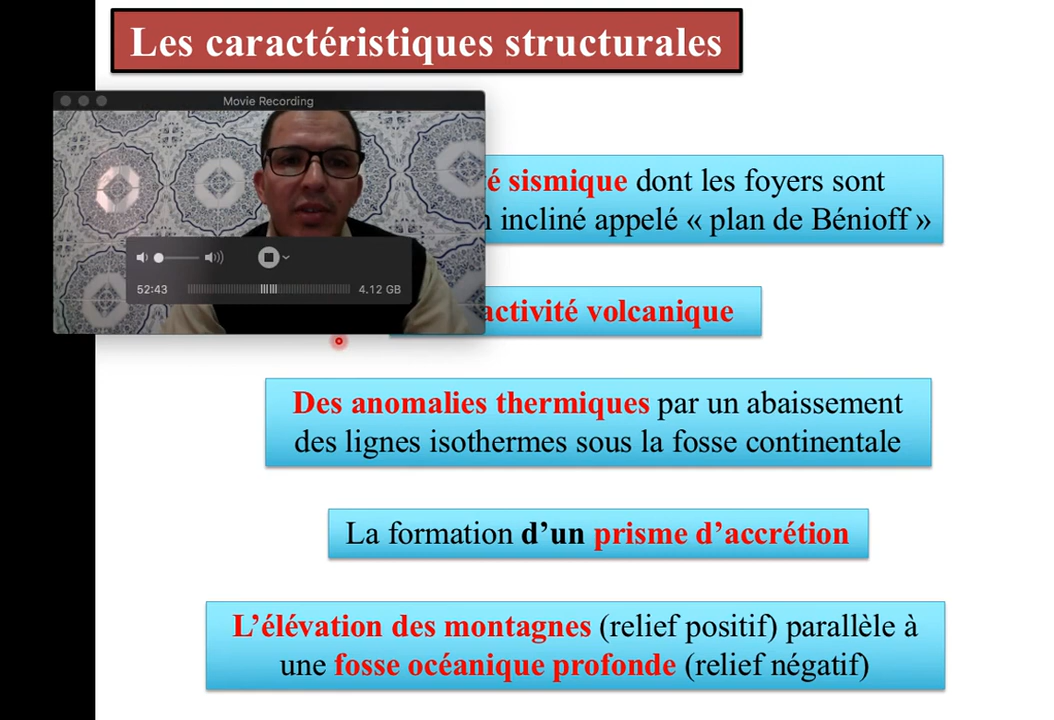 Les caractéristiques structurales
Movie Recording
sismique dont les foyers sont
incliné appelé « plan de Bénioff »
52:43
4.12 GB
activité volcanique
Des anomalies thermiques par un abaissement
des lignes isothermes sous la fosse continentale
La formation d’un prisme d’accrétion
L’élévation des montagnes (relief positif) parallèle à
une fosse océanique profonde (relief négatif)